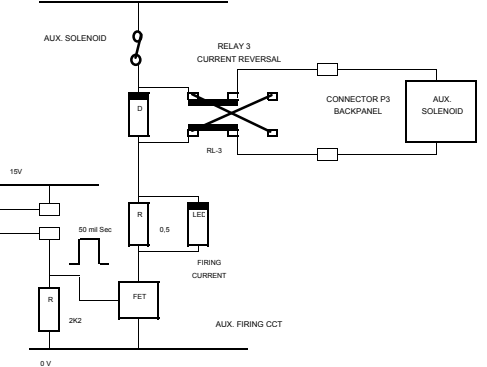 AUX. SOLENOID
RELAY 3
CURRENT REVERSAL
D
CONNECTOR P3
BACKPANEL
AUX.
SOLENOID
RL-3
15V
50 mil Sec
R
0,5
LED
FIRING
CURRENT
R
2K2
FET
AUX. FIRING CCT
0 V